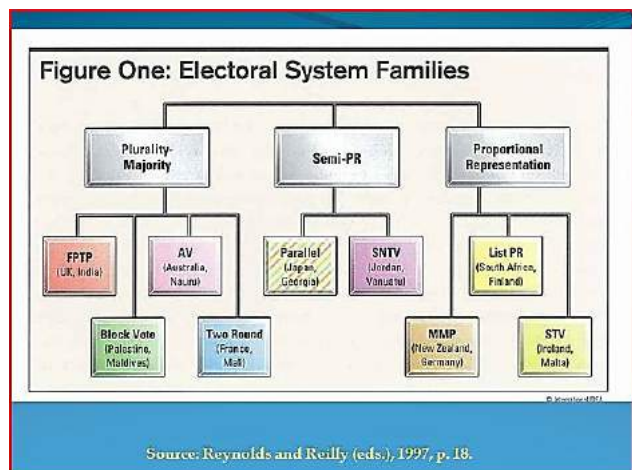 Figure One: Electoral System Families
Plurality-
Majority
Semi-PR
Proportional
Representation
FPTP
(UK, India)
AV
(Australia,
Nauru)
Parallel
(Japan,
Georgia)
SNTV
(Jordan,
Vanuatu)
List PR
(South Africa,
Finland)
Block Vote
(Palestine,
Maldives)
Two Round
(France,
Mali)
MMP
(New Zealand,
Germany)
STV
(Ireland,
Malta)
Source: Reynolds and Reilly (eds.), 1997, p. 18.